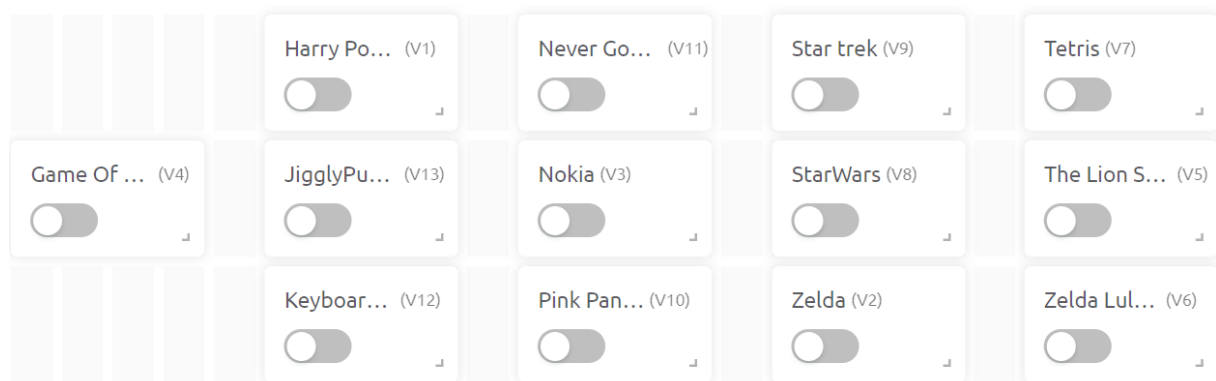 Harry Po... (V1)
Never Go... (V11)
Star trek (V9)
Tetris (V7)
Game Of ... (V4)
JigglyPu... (V13)
Nokia (V3)
StarWars (V8)
The Lion S... (V5)
Keyboar... (V12)
Pink Pan... (V10)
Zelda (V2)
Zelda Lul... (V6)